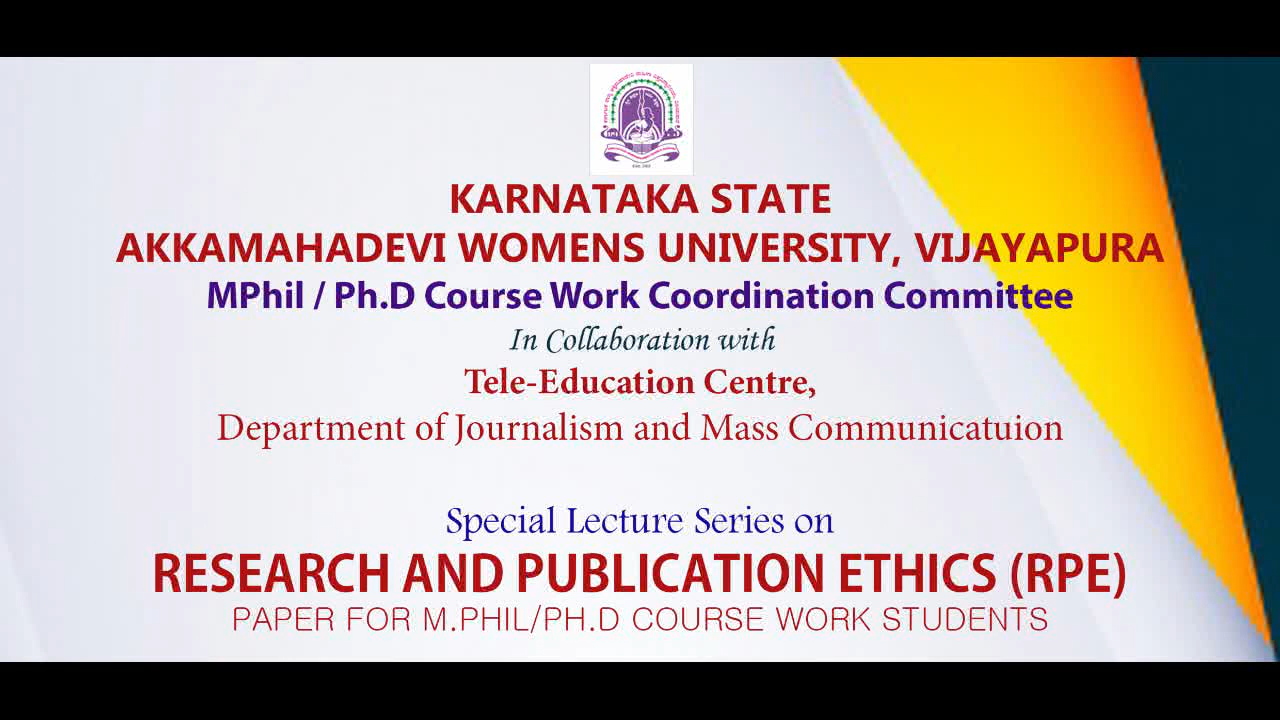 KARNATAKA STATE
AKKAMAHADEVI WOMENS UNIVERSITY, VIJAYAPURA
MPhil / Ph.D Course Work Coordination Committee
In Collaboration with
Tele-Education Centre,
Department of Journalism and Mass Communicatuion
Special Lecture Series on
RESEARCH AND PUBLICATION ETHICS (RPE)
PAPER FOR M.PHIL/PH.D COURSE WORK STUDENTS